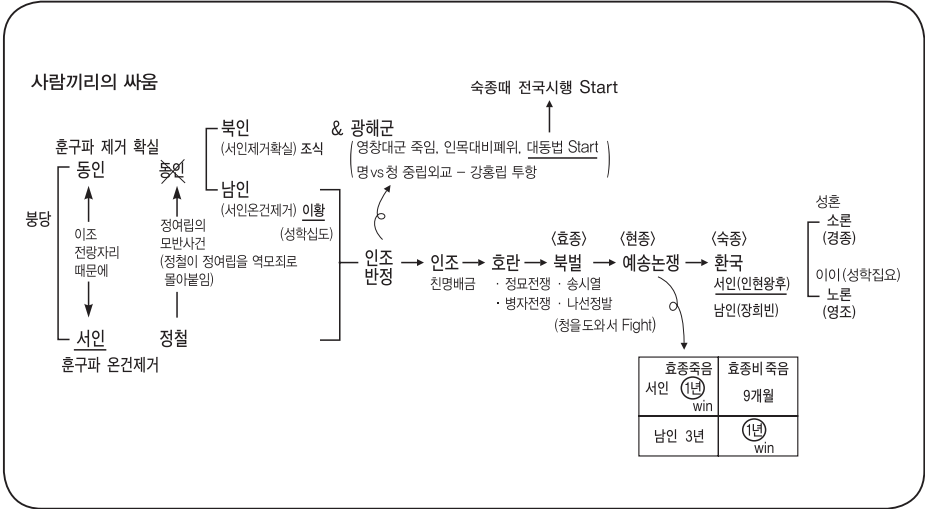 사람끼리의 싸움
숙종때 전국시행 Start
훈구파 제거 확실
붕당
동인
이조
전랑자리
때문에
서인
훈구파 온건제거
동인
정여립의
모반사건
(정철이 정여립을 역모죄로
몰아붙임)
정철
북인
(서인제거확실) 조식
남인
(서인온건제거) 이황
(성학십도)
& 광해군
(영창대군 죽임, 인목대비폐위, 대동법 Start
명vs청 중립외교 – 강홍립 투항)
인조
반정
인조
친명배금
호란
· 정묘전쟁
· 병자전쟁
〈효종〉
북벌
· 송시열
· 나선정발
(청을도와서 Fight)
〈현종〉
예송논쟁
〈숙종〉
환국
서인(인현왕후)
남인(장희빈)
성혼
소론
(경종)
이이(성학집요)
노론
(영조)
효종죽음
서인 1년
win
효종비죽음
9개월
남인 3년
1년
win